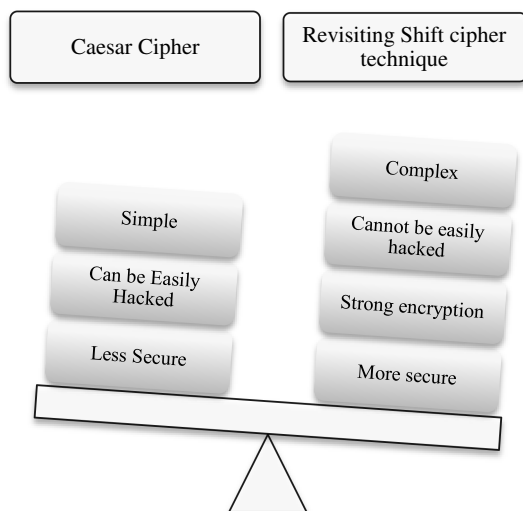 Caesar Cipher
Revisiting Shift cipher
technique
Simple
Can be Easily
Hacked
Less Secure
Complex
Cannot be easily
hacked
Strong encryption
More secure